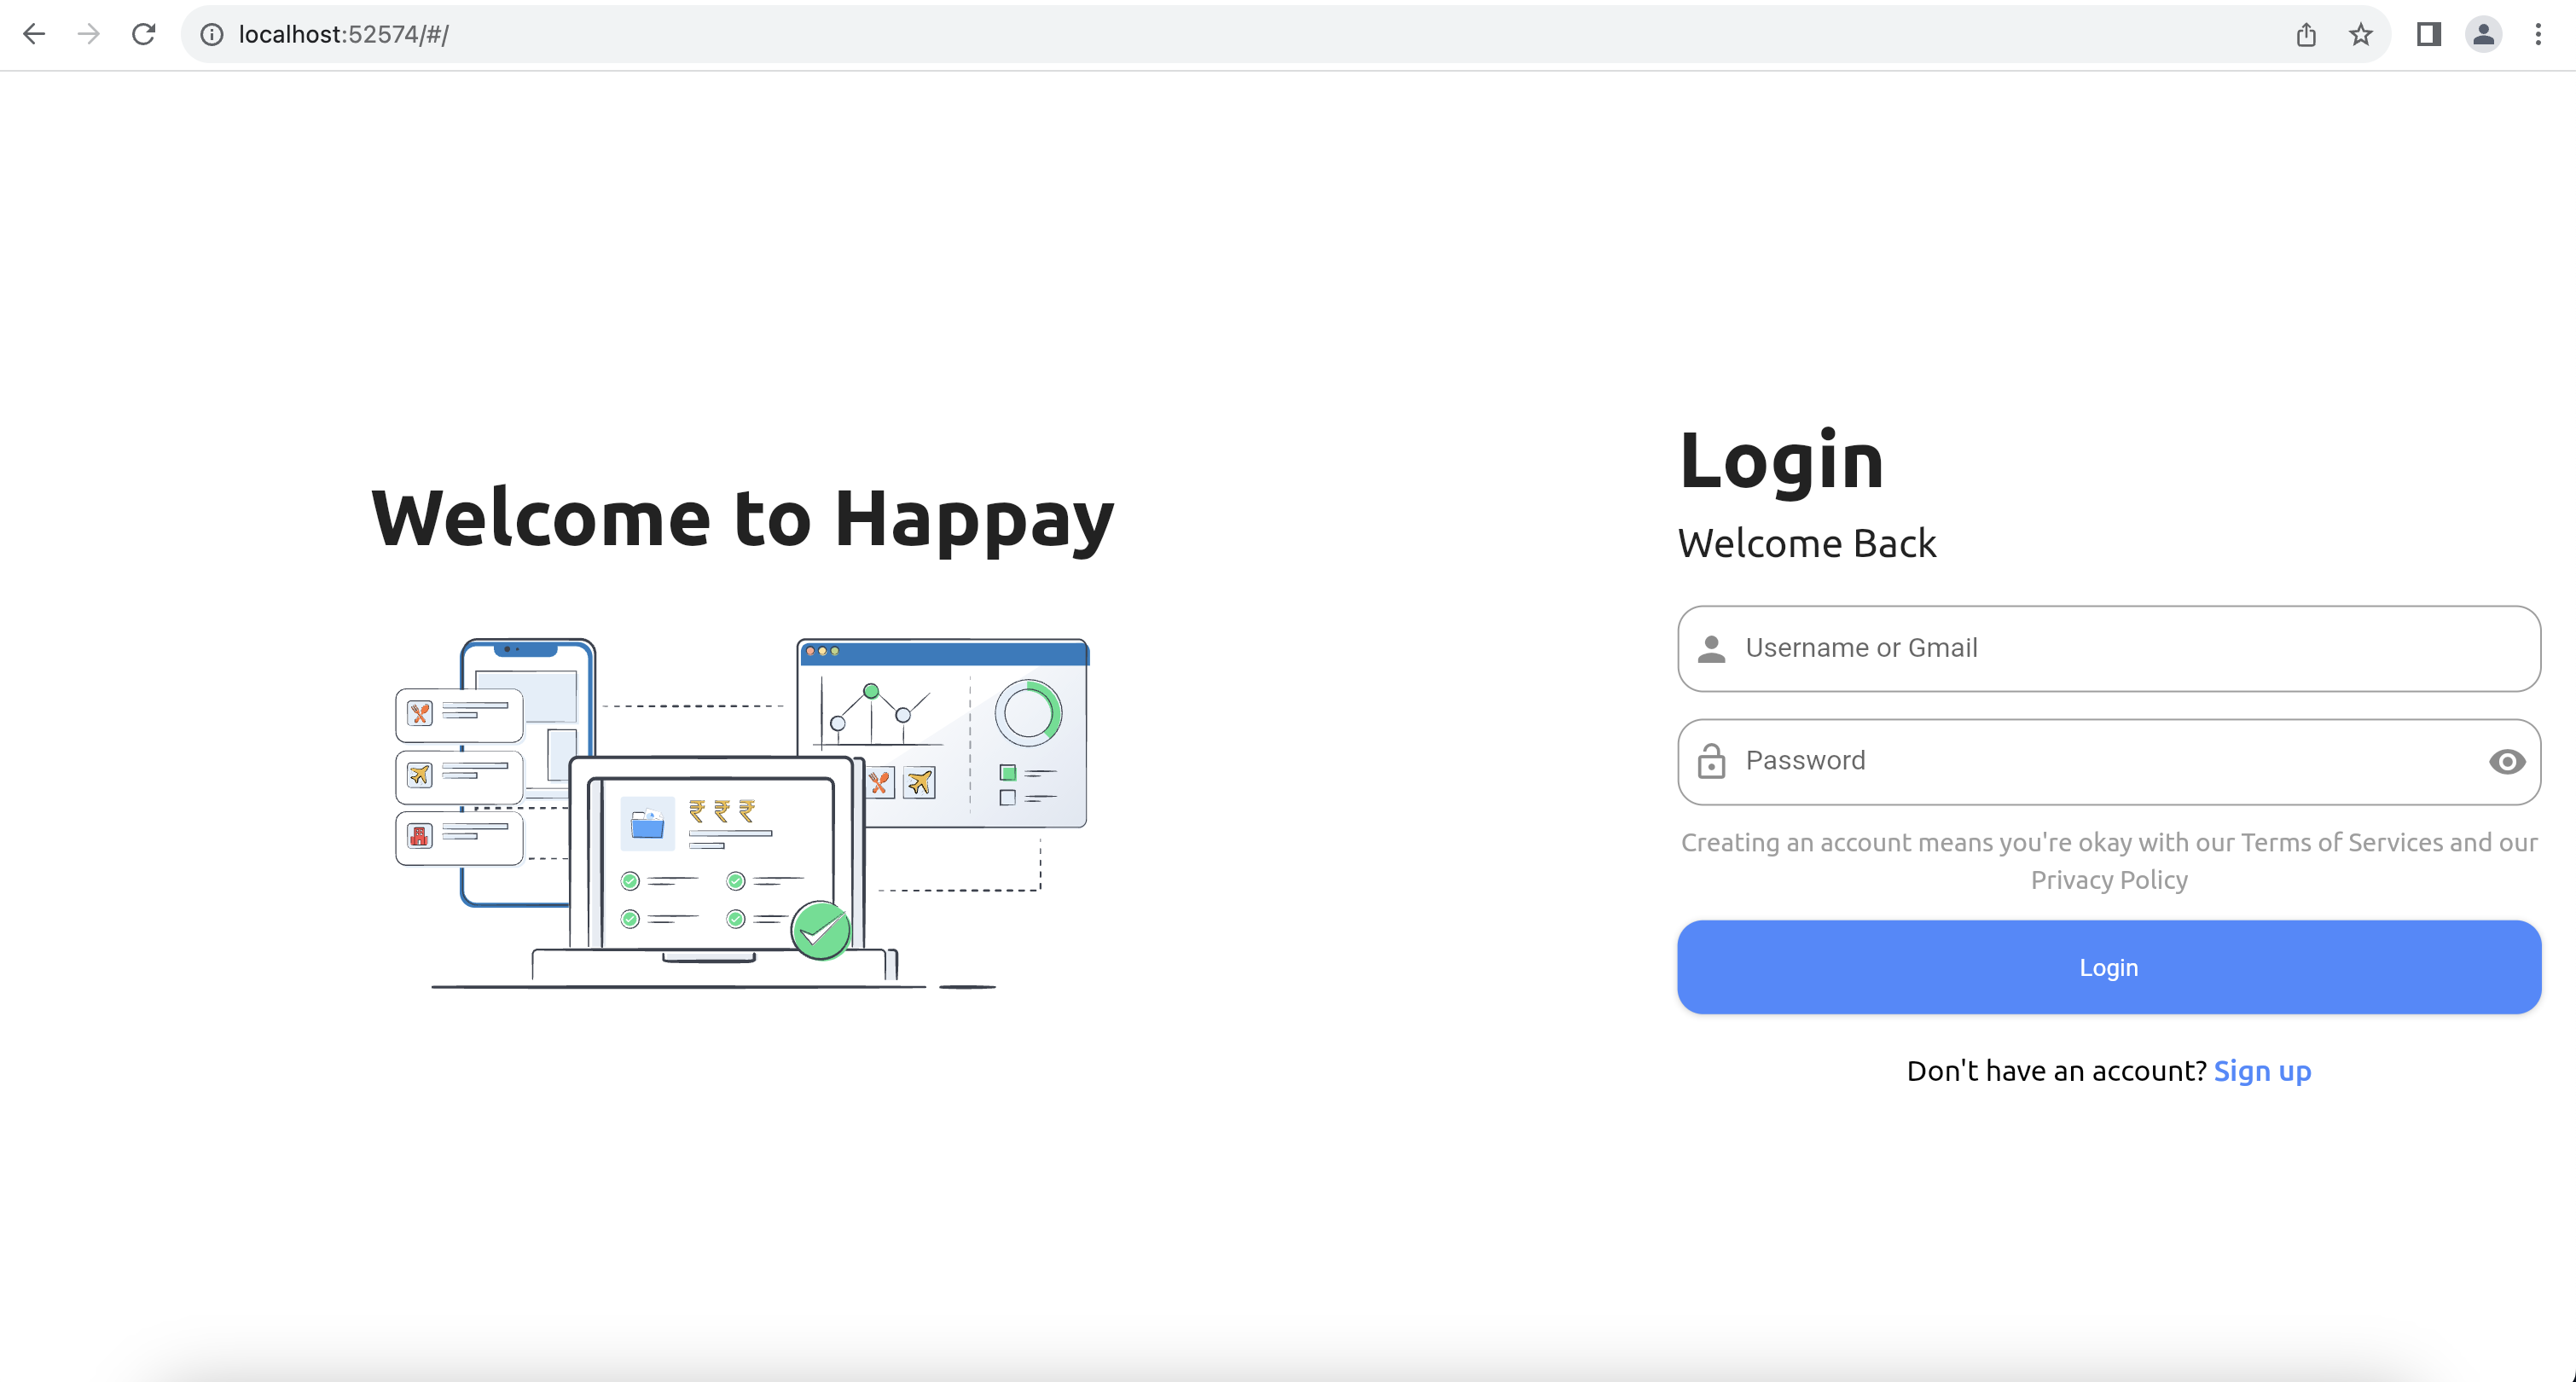 localhost:52574/#/
Welcome to Happay
₹ ₹ ₹
Login
Welcome Back
Username or Gmail
Password
Creating an account means you're okay with our Terms of Services and our
Privacy Policy
Login
Don't have an account? Sign up